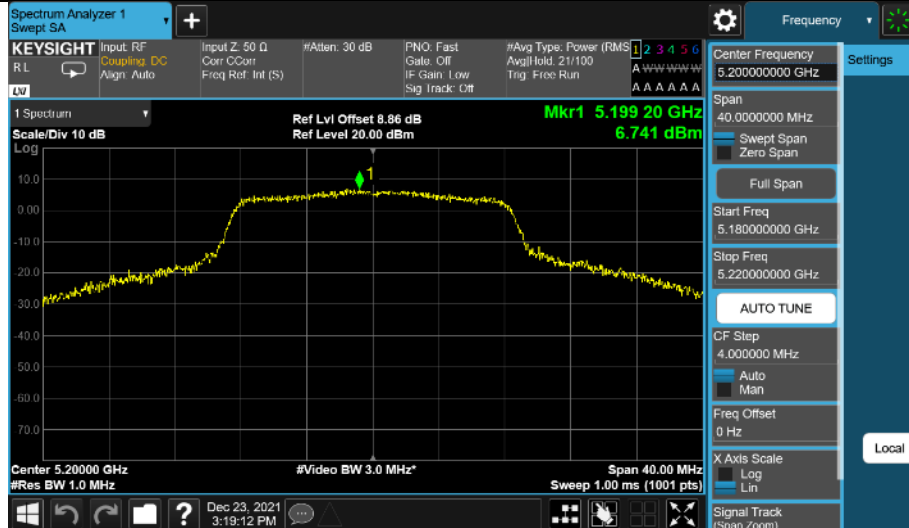 Spectrum Analyzer 1
Swept SA
Frequency
KEYSIGHT
RL
LXI
Input: RF
Coupling: DC
Align: Auto
Input Z: 50 Ω
Corr CCorr
Freq Ref: Int (S)
#Atten: 30 dB
PNO: Fast
Gate: Off
IF Gain: Low
Sig Track: Off
#Avg Type: Power (RMS
Avg|Hold: 21/100
Trig: Free Run
1 2 3 4 5 6
A W W W W W
A A A A A A
Center Frequency
5.200000000 GHz
Settings
Span
40.0000000 MHz
Swept Span
Zero Span
Full Span
Start Freq
5.180000000 GHz
Stop Freq
5.220000000 GHz
AUTO TUNE
CF Step
4.000000 MHz
Auto
Man
Freq Offset
0 Hz
X Axis Scale
Log
Lin
Local
Signal Track
(Span Zoom)
1 Spectrum
Scale/Div 10 dB
Log
Ref Lvl Offset 8.86 dB
Ref Level 20.00 dBm
Mkr1 5.199 20 GHz
6.741 dBm
1
10.0
0.00
-10.0
-20.0
-30.0
-40.0
-50.0
-60.0
-70.0
Center 5.20000 GHz
#Res BW 1.0 MHz
#Video BW 3.0 MHz*
Span 40.00 MHz
Sweep 1.00 ms (1001 pts)
?
Dec 23, 2021
3:19:12 PM